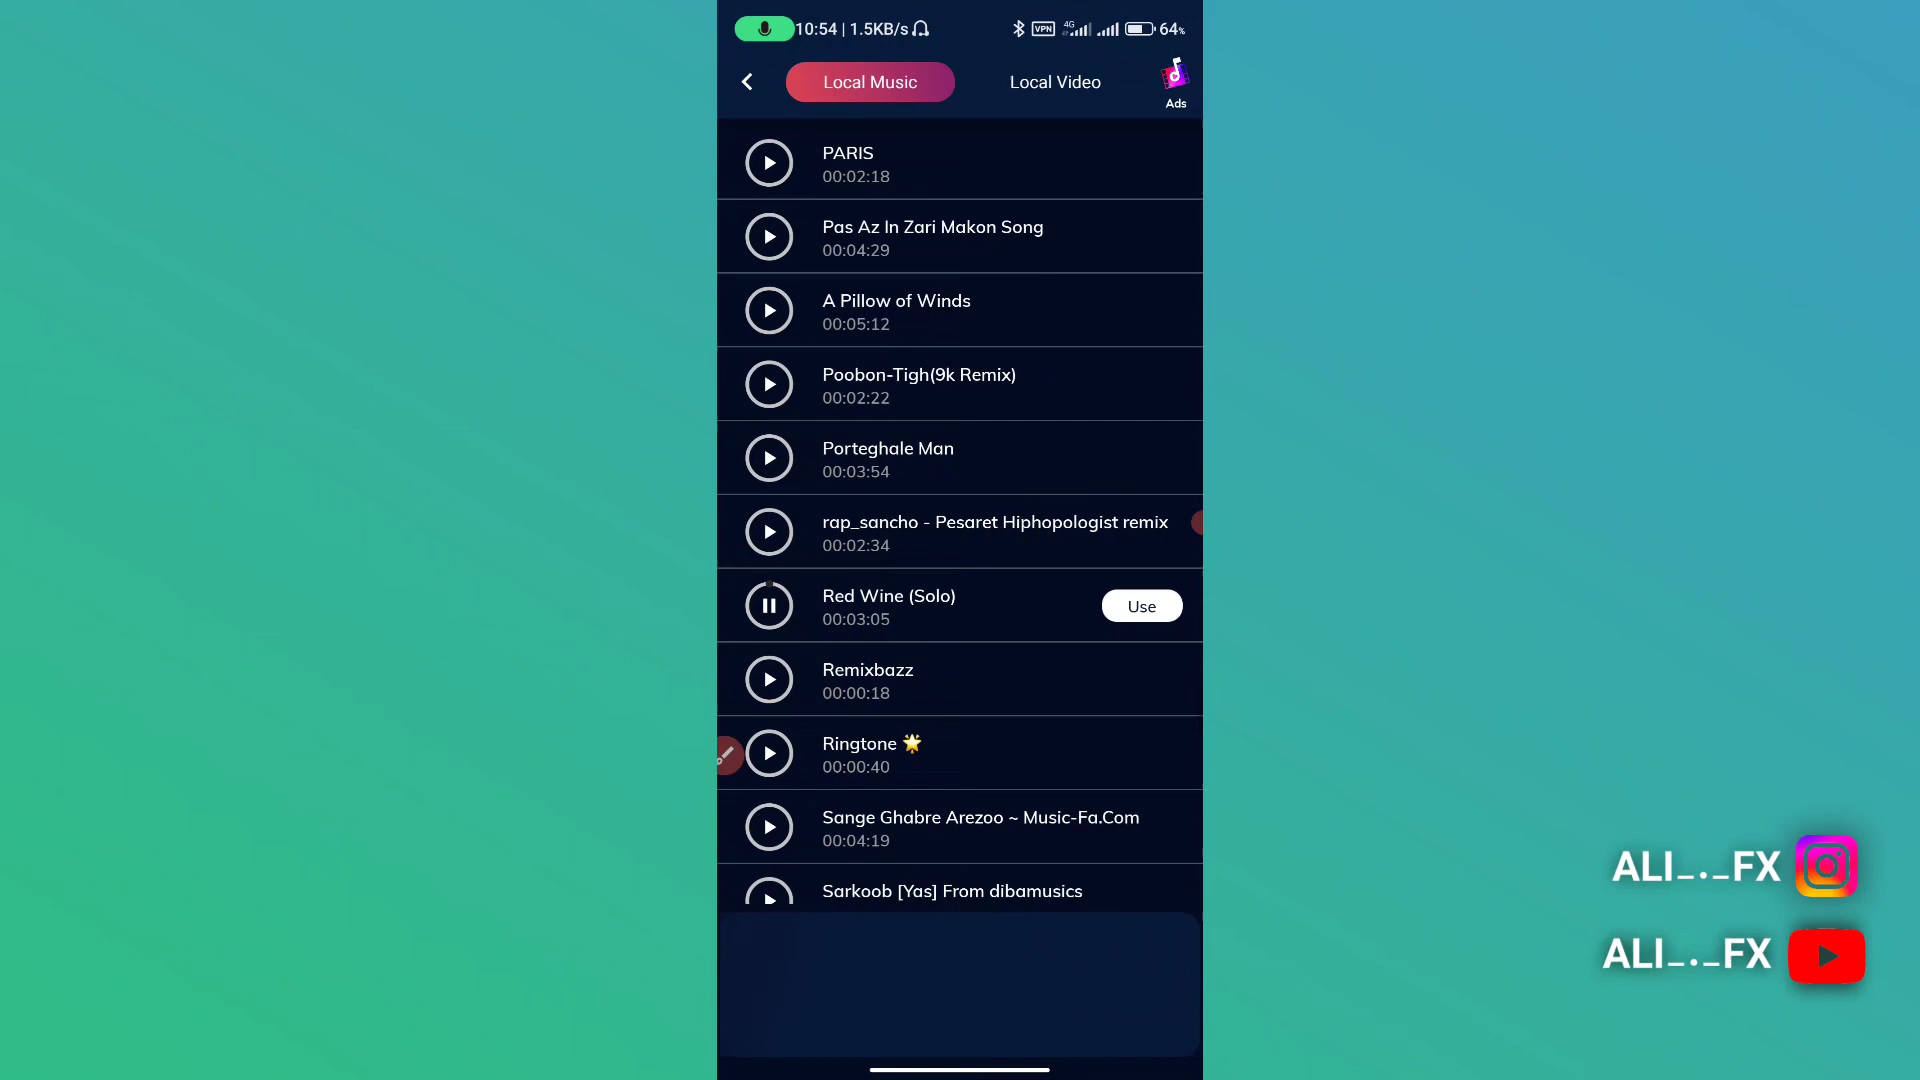 10:54 | 1.5KB/s VPN 4G 64%
Local Music Local Video
Ads
PARIS
00:02:18
Pas Az In Zari Makon Song
00:04:29
A Pillow of Winds
00:05:12
Poobon-Tigh(9k Remix)
00:02:22
Porteghale Man
00:03:54
rap_sancho - Pesaret Hiphopologist remix
00:02:34
Red Wine (Solo)
00:03:05
Use
Remixbazz
00:00:18
Ringtone 🌟
00:00:40
Sange Ghabre Arezoo ~ Music-Fa.Com
00:04:19
Sarkoob [Yas] From dibamusics
ALI_._FX
ALI_._FX